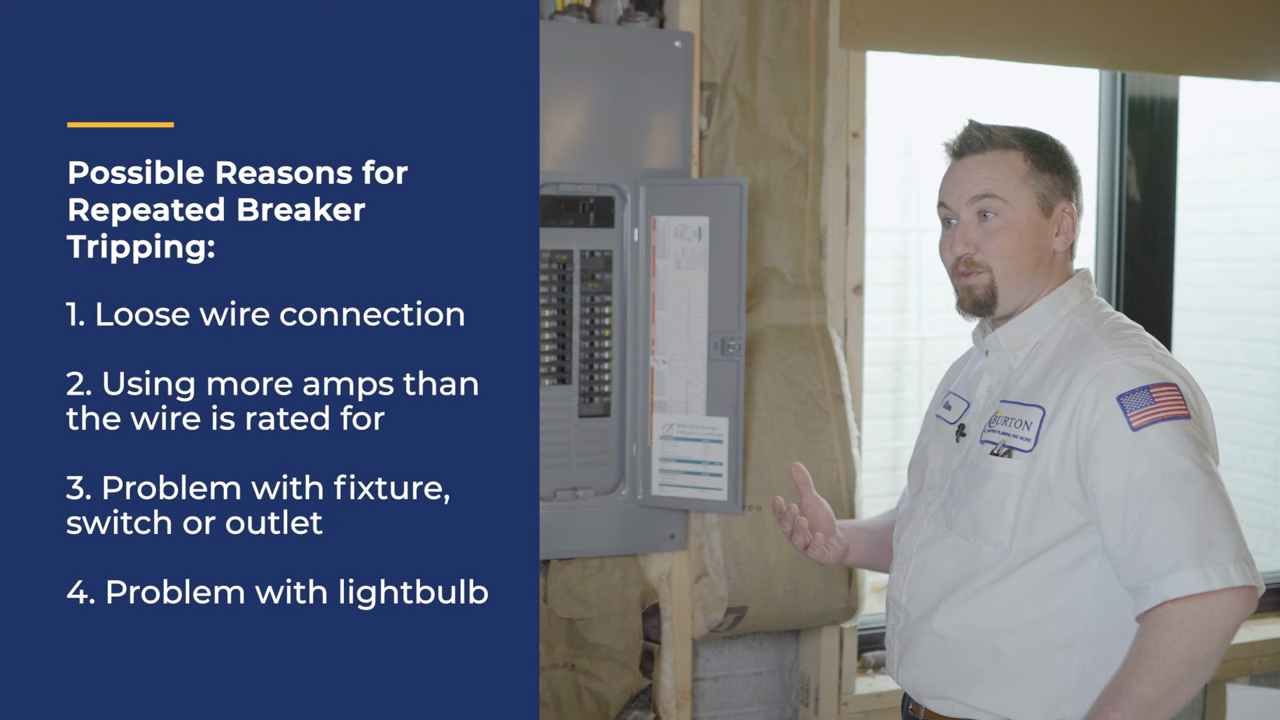 Possible Reasons for
Repeated Breaker
Tripping:
1. Loose wire connection
2. Using more amps than
the wire is rated for
3. Problem with fixture,
switch or outlet
4. Problem with lightbulb
BURTON